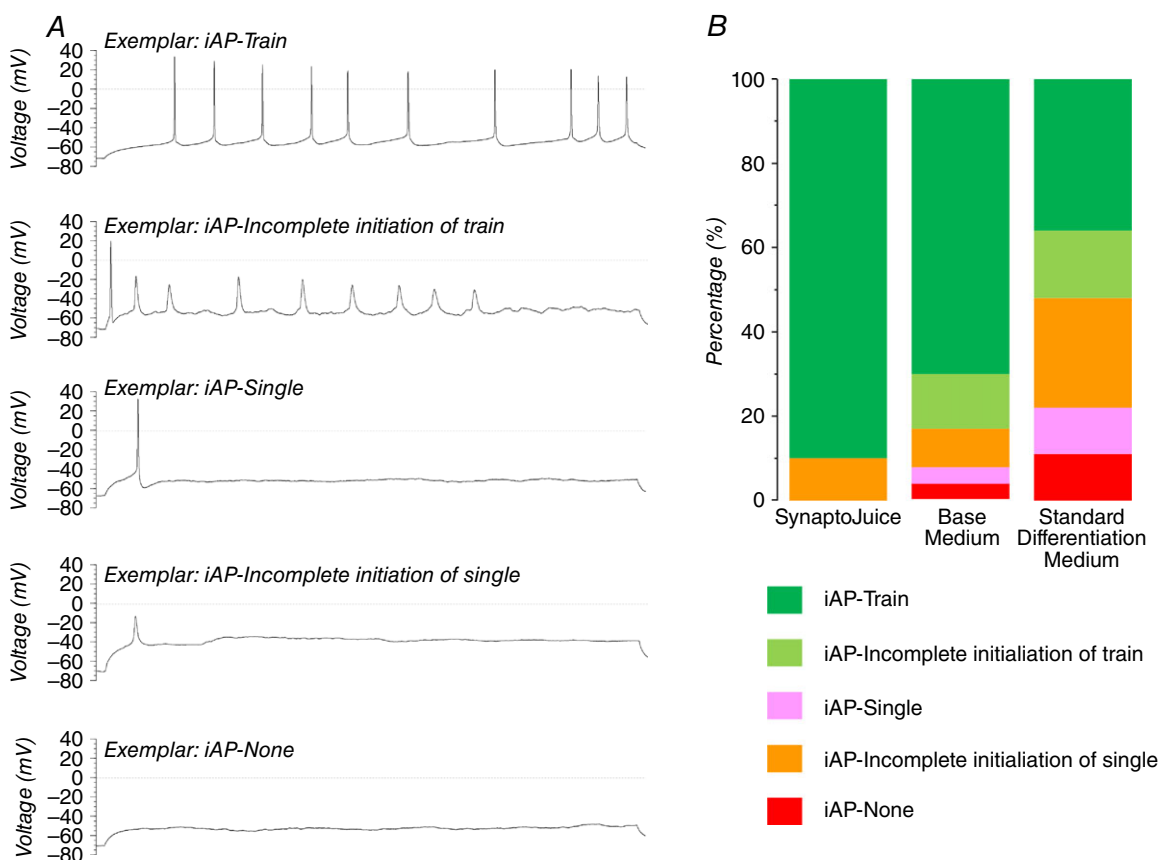 A
Exemplar: iAP-Train
Voltage (mV)
40
20
0
−20
−40
−60
−80
Exemplar: iAP-Incomplete initiation of train
Voltage (mV)
40
20
0
−20
−40
−60
−80
Exemplar: iAP-Single
Voltage (mV)
40
20
0
−20
−40
−60
−80
Exemplar: iAP-Incomplete initiation of single
Voltage (mV)
40
20
0
−20
−40
−60
−80
Exemplar: iAP-None
Voltage (mV)
40
20
0
−20
−40
−60
−80
B
Percentage (%)
100
80
60
40
20
0
SynaptoJuice
Base
Medium
Standard
Differentiation
Medium
iAP-Train
iAP-Incomplete initialiation of train
iAP-Single
iAP-Incomplete initialiation of single
iAP-None